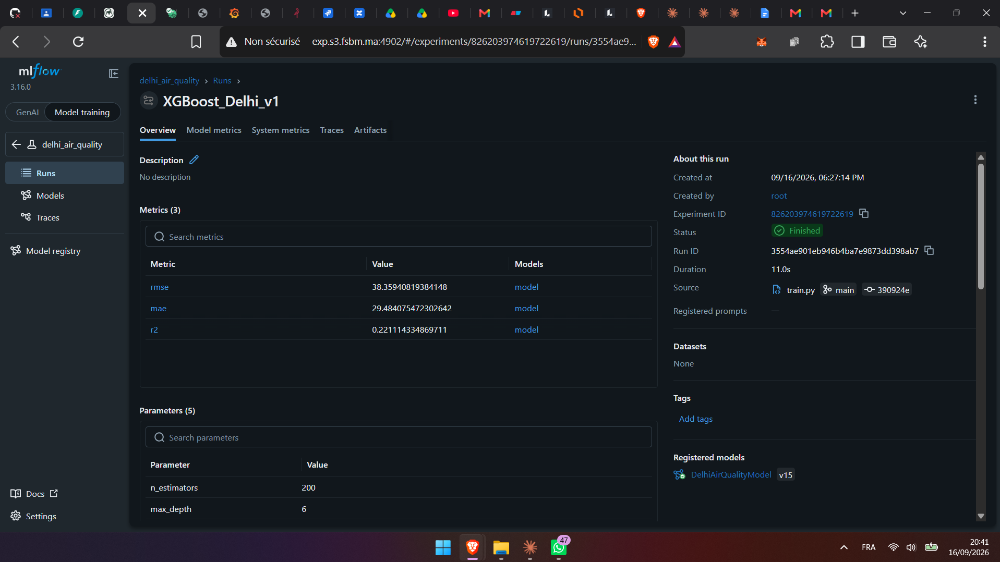 Non sécurisé exp.s3.fsbm.ma:4902/#/experiments/826203974619722619/runs/3554ae9...
mlflow
3.16.0
GenAI
Model training
delhi_air_quality
Runs
Models
Traces
Model registry
Docs
Settings
delhi_air_quality > Runs >
XGBoost_Delhi_v1
Overview Model metrics System metrics Traces Artifacts
Description
No description
Metrics (3)
Search metrics
Metric Value Models
rmse 38.35940819384148 model
mae 29.484075472302642 model
r2 0.221114334869711 model
Parameters (5)
Search parameters
Parameter Value
n_estimators 200
max_depth 6
About this run
Created at 09/16/2026, 06:27:14 PM
Created by root
Experiment ID 826203974619722619
Status Finished
Run ID 3554ae901eb946b4ba7e9873dd398ab7
Duration 11.0s
Source train.py main 390924e
Registered prompts —
Datasets
None
Tags
Add tags
Registered models
DelhiAirQualityModel v15
47
FRA
20:41
16/09/2026